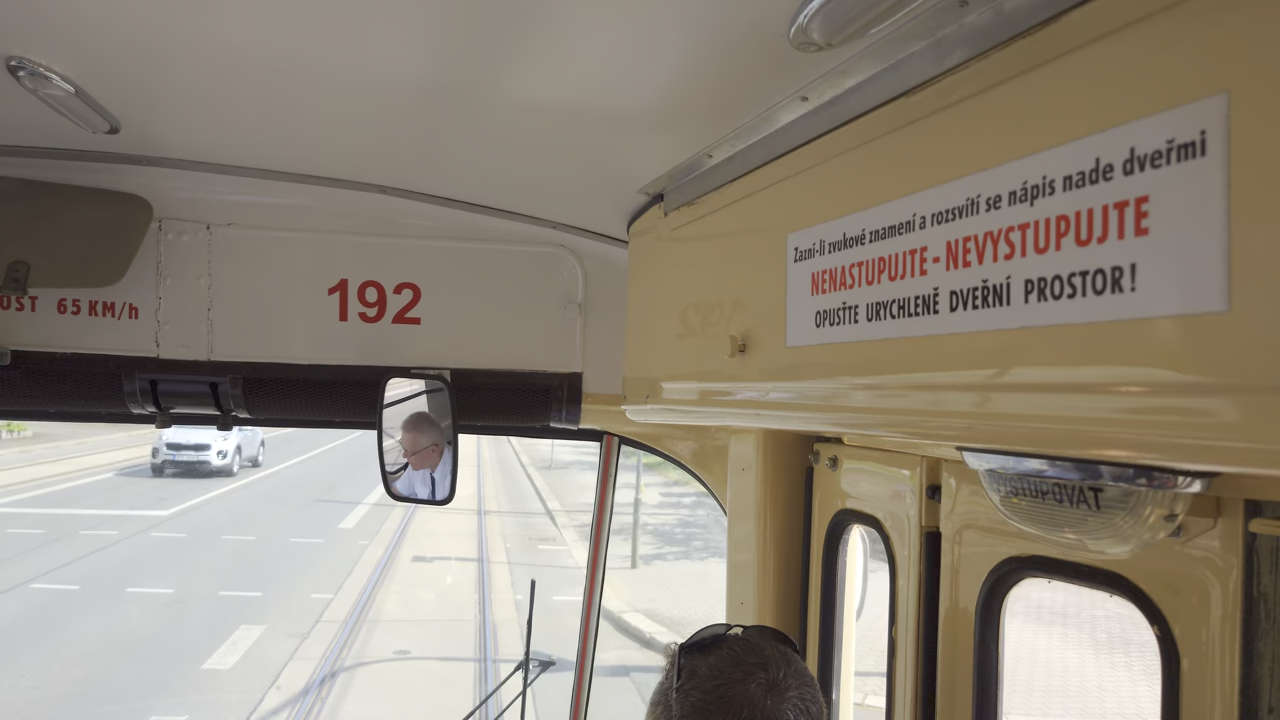 Zazní-li zvukové znamení a rozsvítí se nápis nade dveřmi
NENASTUPUJTE - NEVYSTUPUJTE
OPUSŤTE URYCHLENĚ DVEŘNÍ PROSTOR!
192
OST 65 KM/h
VYSTUPOVAT